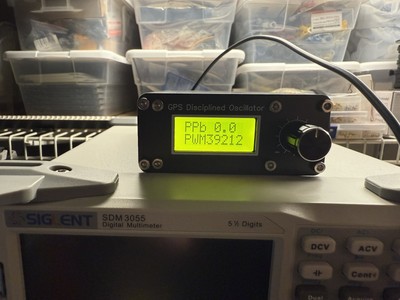 GPS Disciplined Oscillator
PPb 0.0
PWM39212
SIGLENT SDM3055
Digital Multimeter
5½ Digits
DCV ACV
Cont